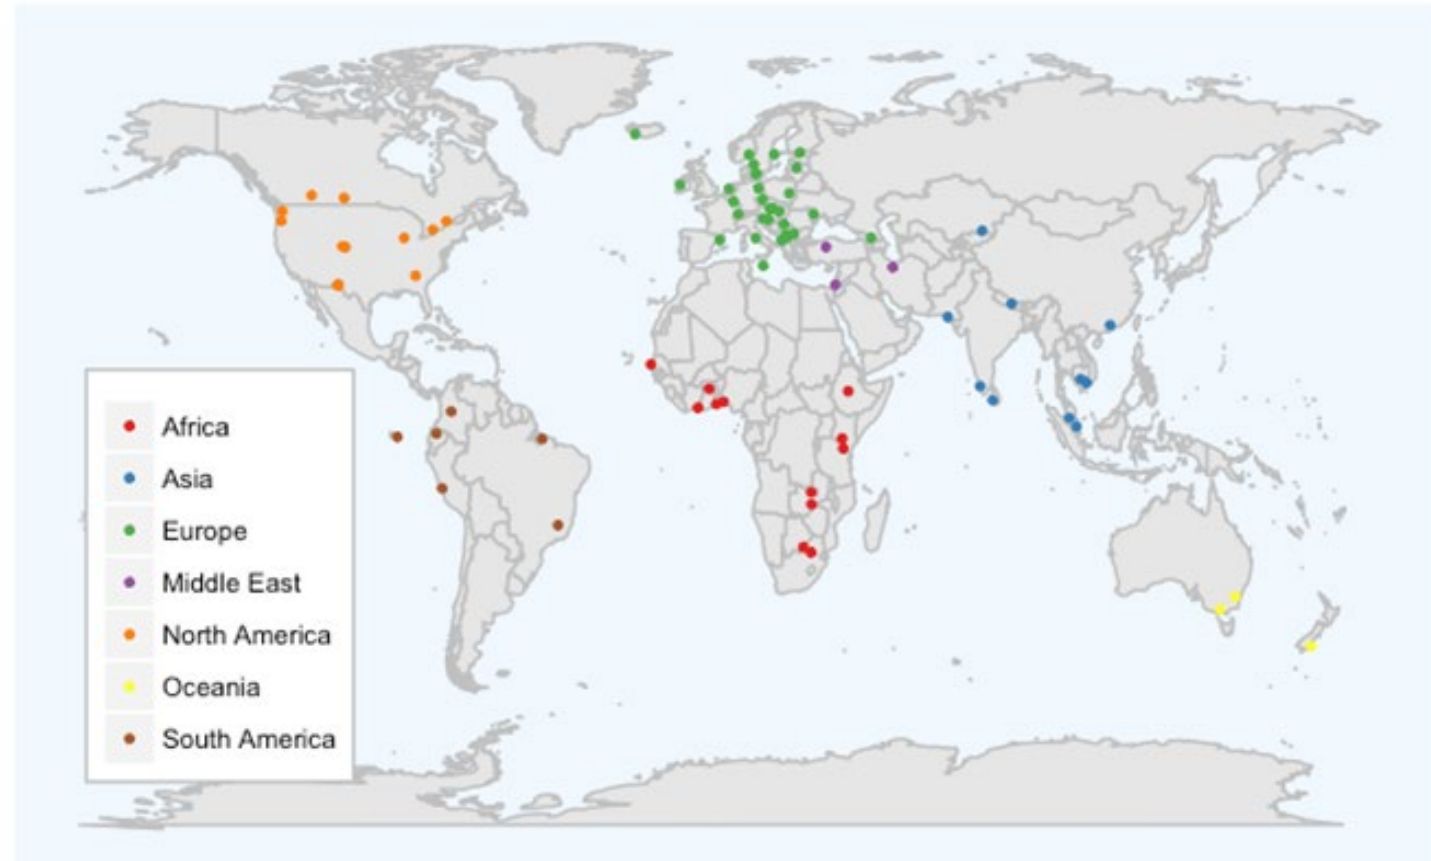 Africa
Asia
Europe
Middle East
North America
Oceania
South America